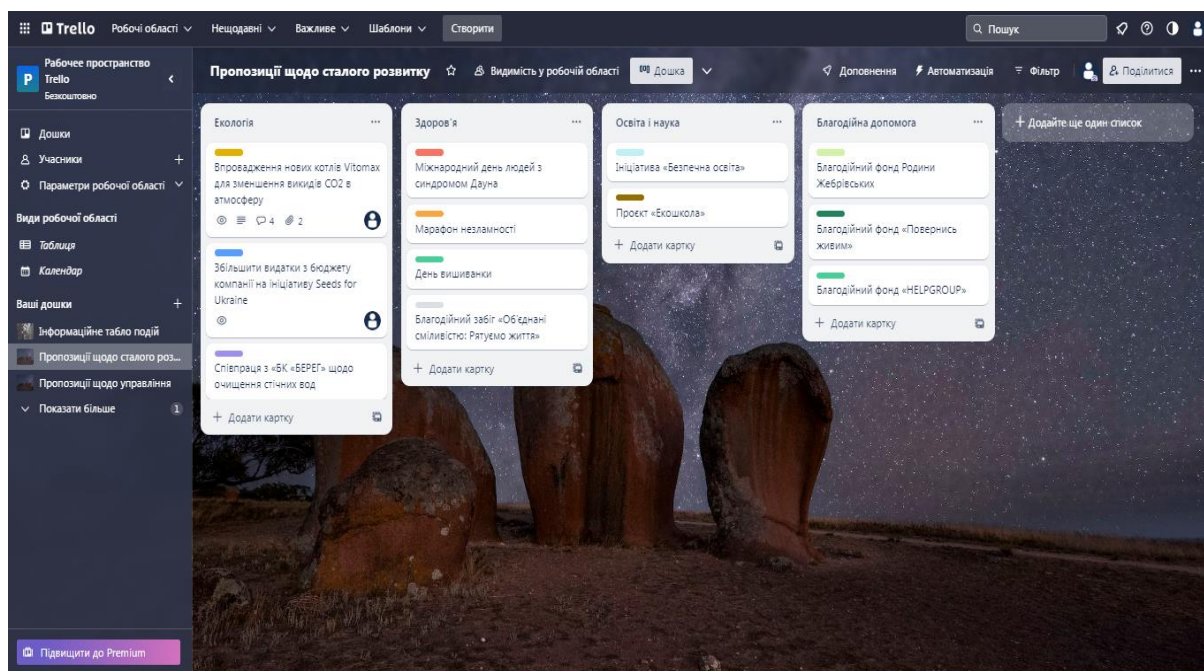 Trello
Робочі області
Нещодавні
Важливе
Шаблони
Створити
Пошук
P
Рабочее пространство
Trello
Безкоштовно
Дошки
Учасники
Параметри робочої області
Види робочої області
Таблиця
Календар
Ваші дошки
Інформаційне табло подій
Пропозиції щодо сталого роз...
Пропозиції щодо управління
Показати більше 1
Підвищити до Premium
Пропозиції щодо сталого розвитку
Видимість у робочій області
Дошка
Доповнення
Автоматизація
Фільтр
Поділитися
Екологія
Впровадження нових котлів Vitomax
для зменшення викидів CO2 в
атмосферу
4 2
Збільшити видатки з бюджету
компанії на ініціативу Seeds for
Ukraine
Співпраця з «БК «БЕРЕГ» щодо
очищення стічних вод
Додати картку
Здоров'я
Міжнародний день людей з
синдромом Дауна
Марафон незламності
День вишиванки
Благодійний забіг «Об'єднані
сміливістю: Рятуємо життя»
Додати картку
Освіта і наука
Ініціатива «Безпечна освіта»
Проєкт «Екошкола»
Додати картку
Благодійна допомога
Благодійний фонд Родини
Жебрівських
Благодійний фонд «Повернись
живим»
Благодійний фонд «HELPGROUP»
Додати картку
Додайте ще один список